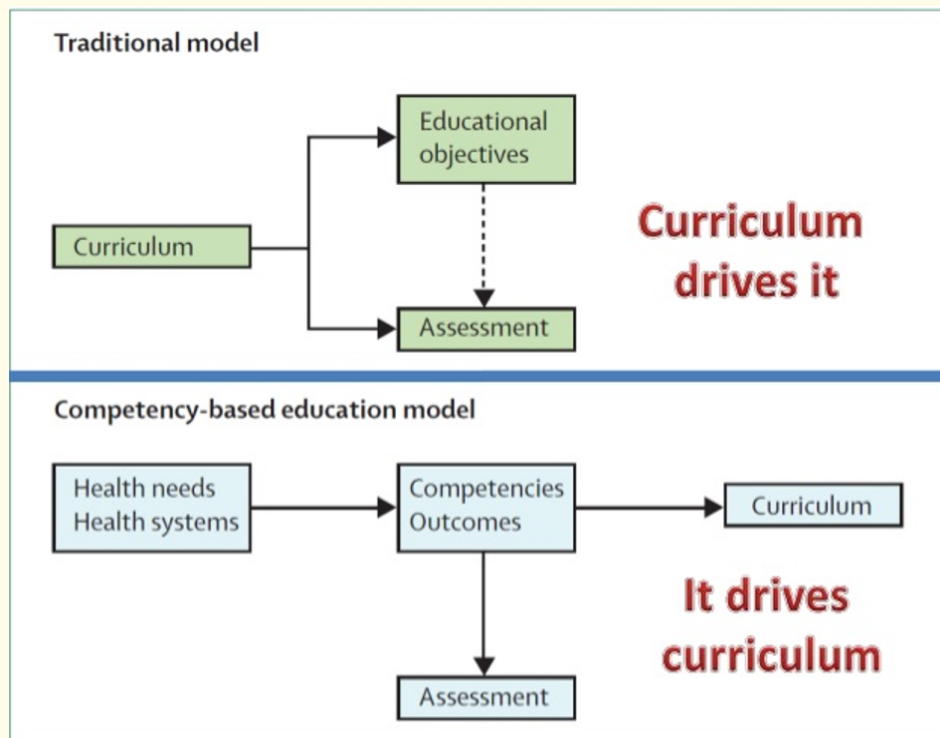 Traditional model
Educational
objectives
Curriculum
Assessment
Curriculum
drives it
Competency-based education model
Health needs
Health systems
Competencies
Outcomes
Curriculum
Assessment
It drives
curriculum